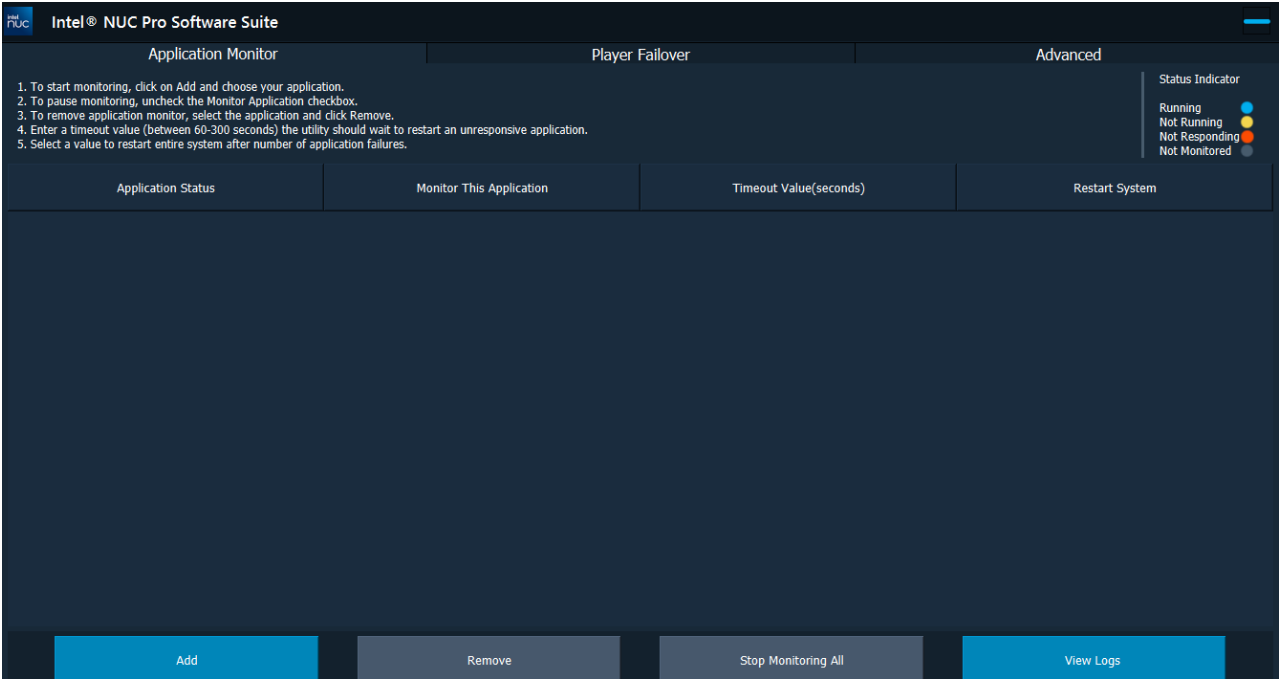 intel
nuc
Intel® NUC Pro Software Suite
Application Monitor
Player Failover
Advanced
1. To start monitoring, click on Add and choose your application.
2. To pause monitoring, uncheck the Monitor Application checkbox.
3. To remove application monitor, select the application and click Remove.
4. Enter a timeout value (between 60-300 seconds) the utility should wait to restart an unresponsive application.
5. Select a value to restart entire system after number of application failures.
Status Indicator
Running
Not Running
Not Responding
Not Monitored
Application Status
Monitor This Application
Timeout Value(seconds)
Restart System
Add
Remove
Stop Monitoring All
View Logs